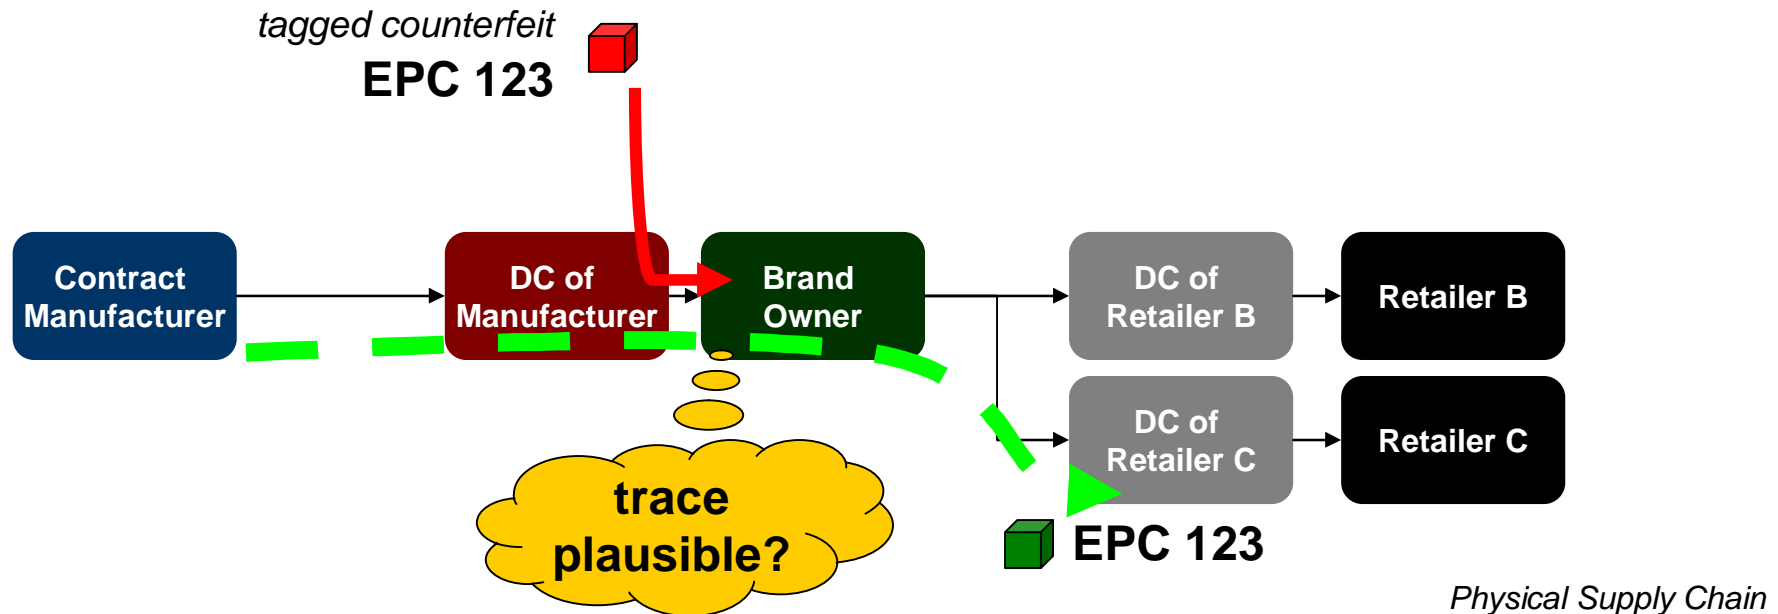 tagged counterfeit
EPC 123
Contract
Manufacturer
DC of
Manufacturer
Brand
Owner
DC of
Retailer B
Retailer B
DC of
Retailer C
Retailer C
trace
plausible?
EPC 123
Physical Supply Chain